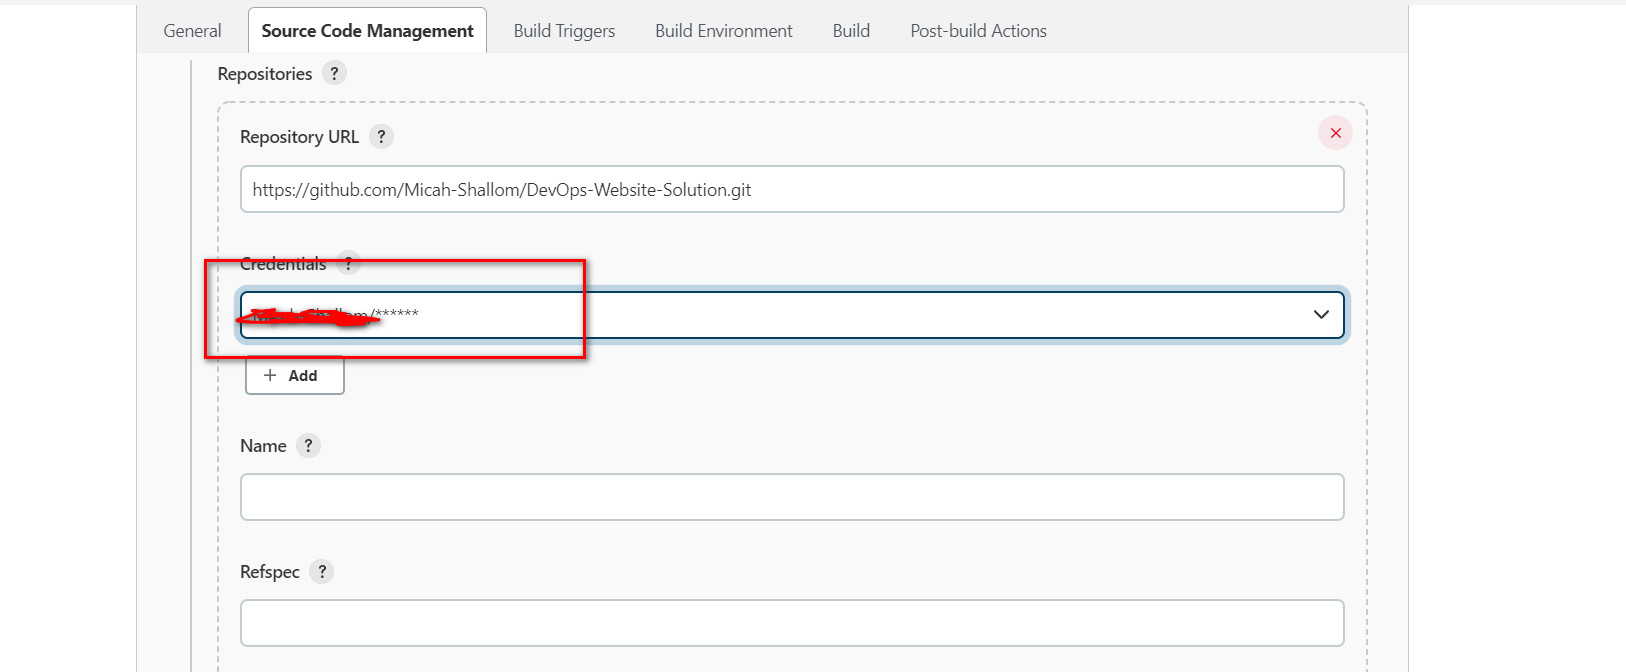 General Source Code Management Build Triggers Build Environment Build Post-build Actions
Repositories ?
Repository URL ?
https://github.com/Micah-Shallom/DevOps-Website-Solution.git
Credentials ?
/******
+ Add
Name ?
Refspec ?